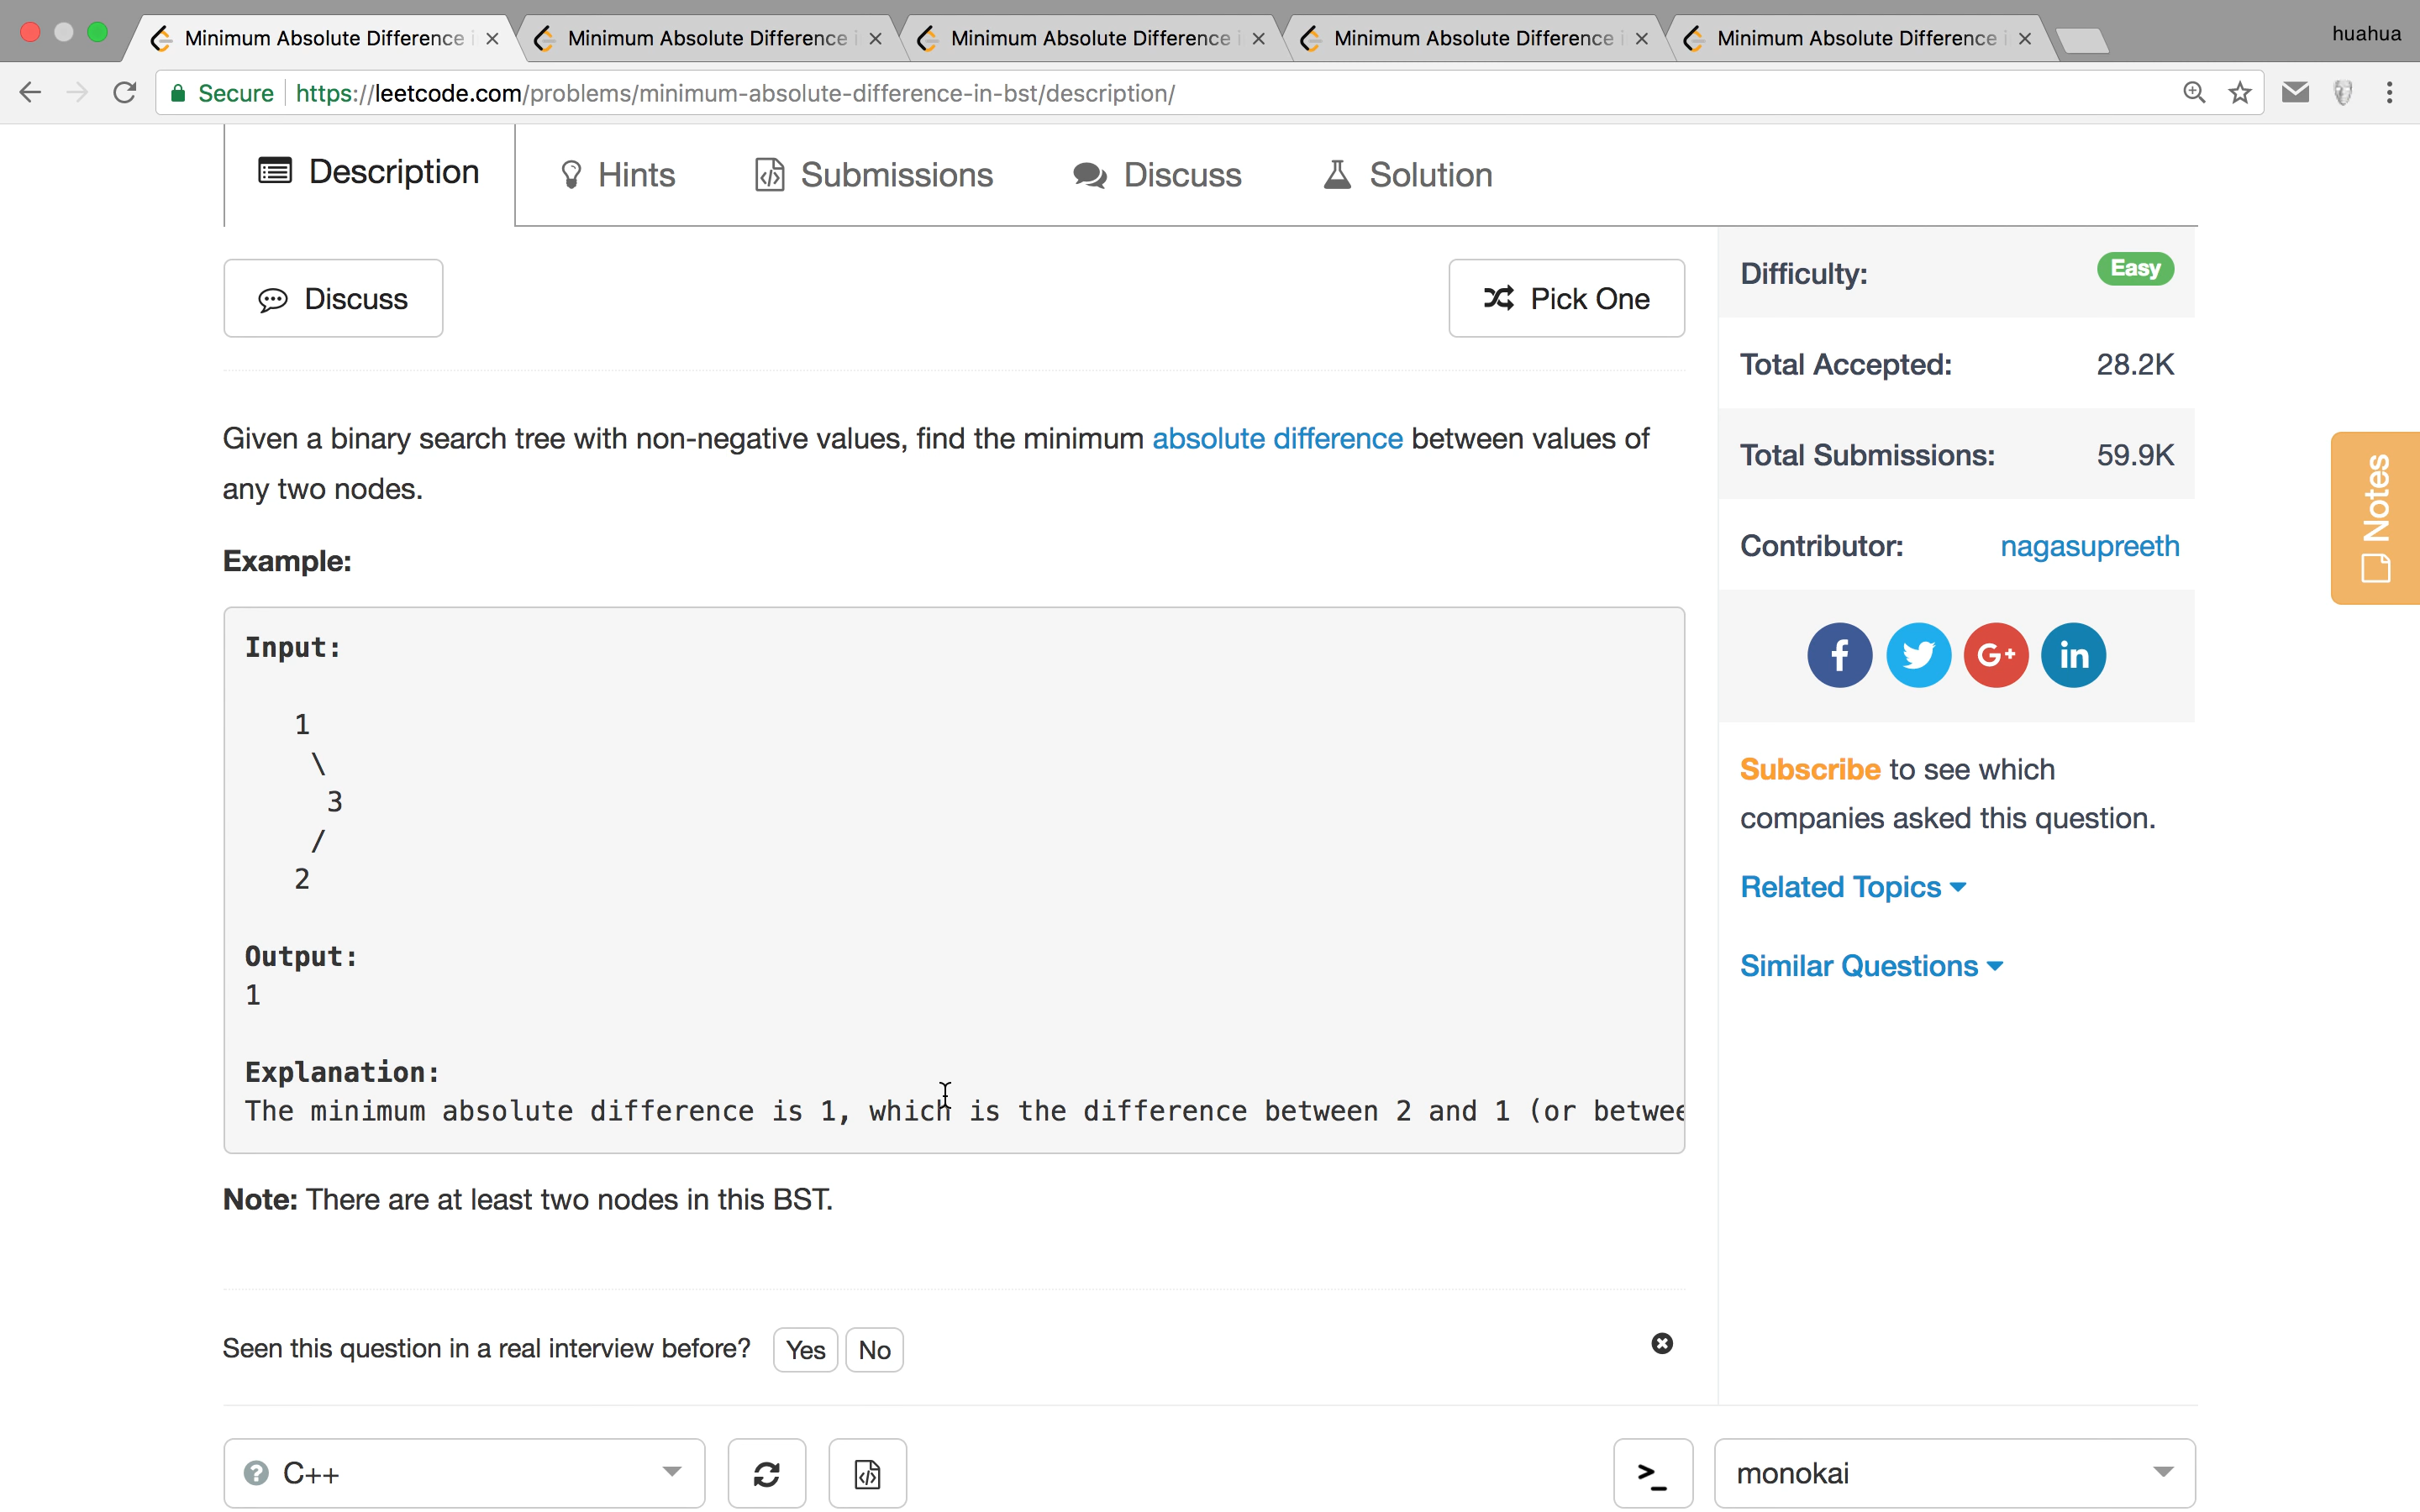 Minimum Absolute Difference i Minimum Absolute Difference i Minimum Absolute Difference i Minimum Absolute Difference i Minimum Absolute Difference i huahua
Secure https://leetcode.com/problems/minimum-absolute-difference-in-bst/description/
Description Hints Submissions Discuss Solution
Discuss Pick One
Difficulty: Easy
Total Accepted: 28.2K
Total Submissions: 59.9K
Contributor: nagasupreeth
Given a binary search tree with non-negative values, find the minimum absolute difference between values of
any two nodes.
Example:
Input:
1
\
3
/
2
Output:
1
Explanation:
The minimum absolute difference is 1, which is the difference between 2 and 1 (or betwee
Note: There are at least two nodes in this BST.
f G+ in
Subscribe to see which
companies asked this question.
Related Topics
Similar Questions
Notes
Seen this question in a real interview before? Yes No
? C++ </> >_ monokai